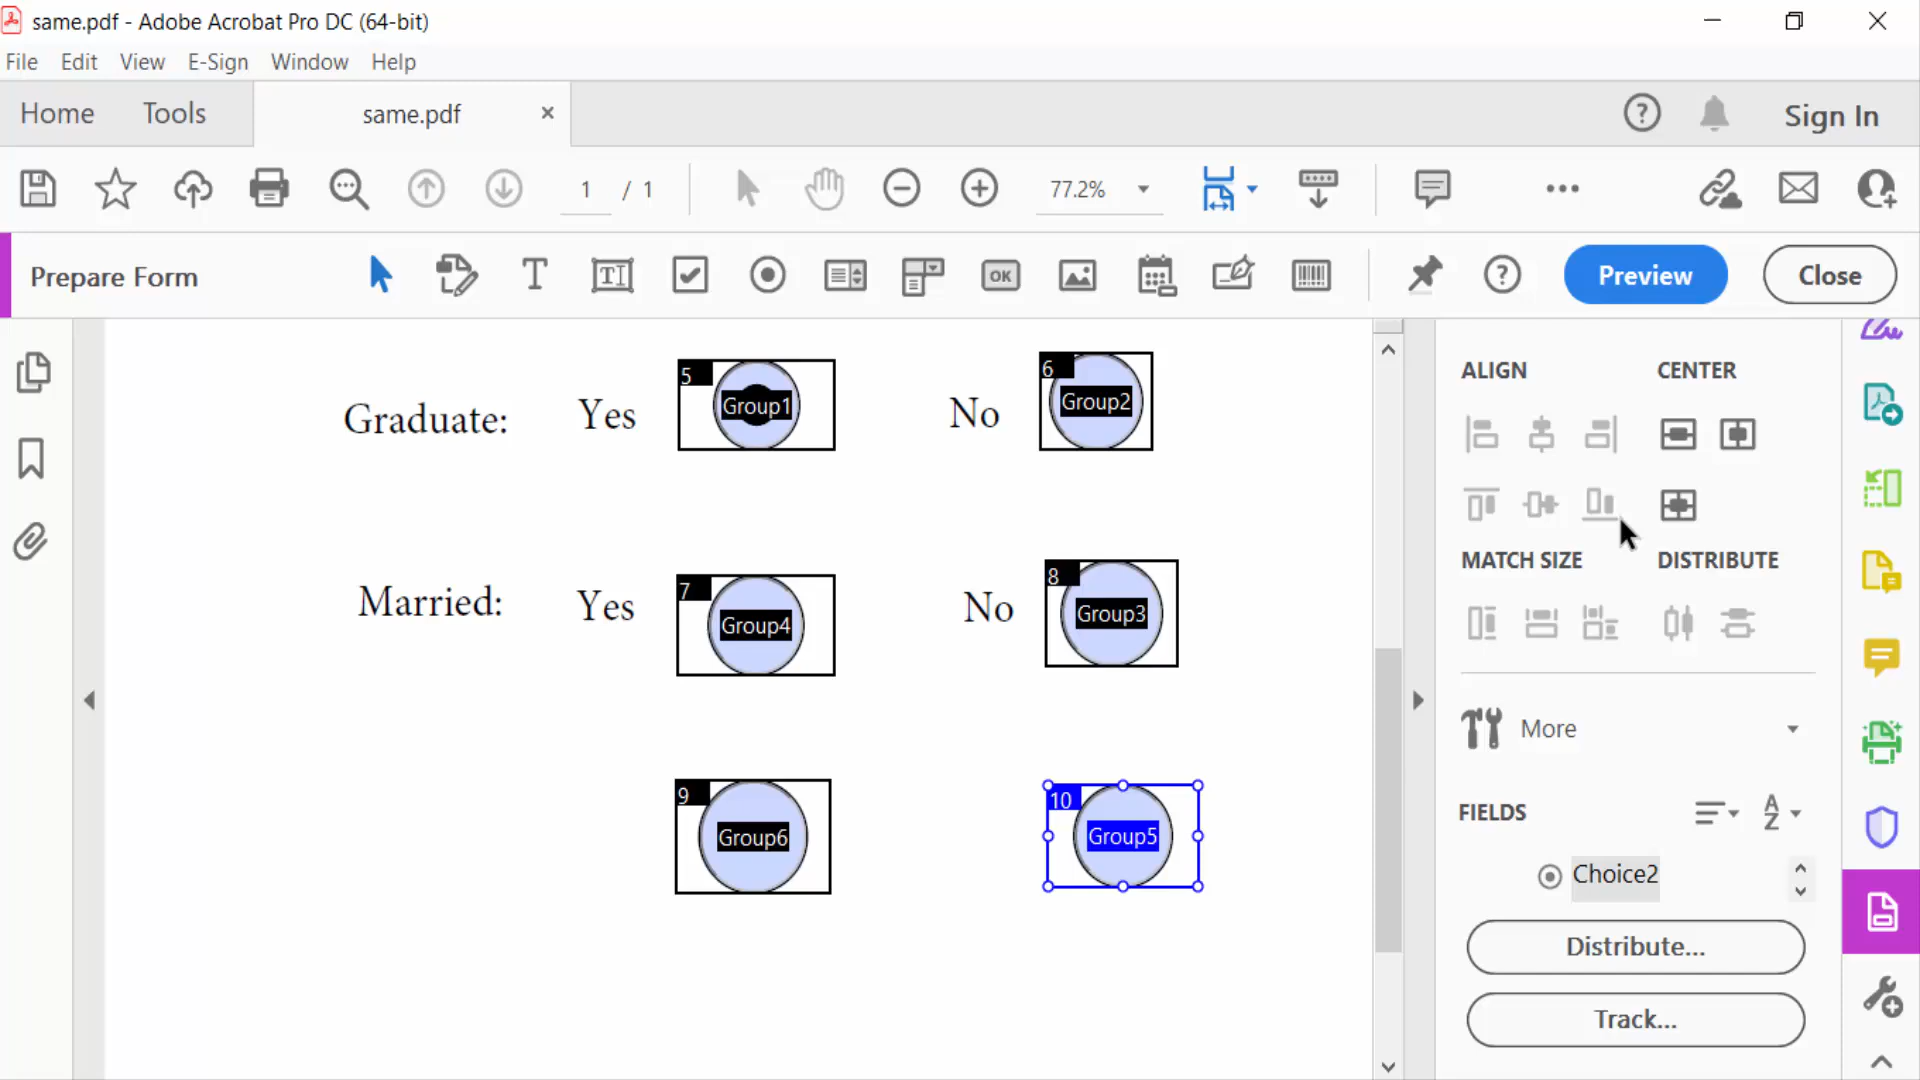 same.pdf - Adobe Acrobat Pro DC (64-bit)
File Edit View E-Sign Window Help
Home Tools same.pdf × Sign In
1 / 1 77.2%
Prepare Form T TI OK Preview Close
ALIGN CENTER
5 Group1 6 Group2
Graduate: Yes No
MATCH SIZE DISTRIBUTE
7 Group4 8 Group3
Married: Yes No
More
9 Group6 10 Group5
FIELDS A Z
Choice2
Distribute...
Track...